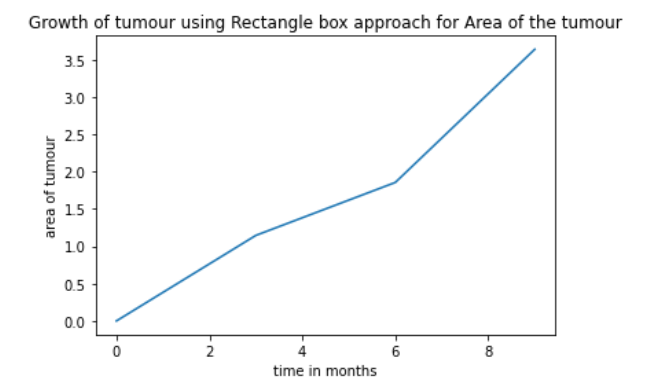 Growth of tumour using Rectangle box approach for Area of the tumour
3.5
3.0
2.5
2.0
1.5
1.0
0.5
0.0
area of tumour
0 2 4 6 8
time in months